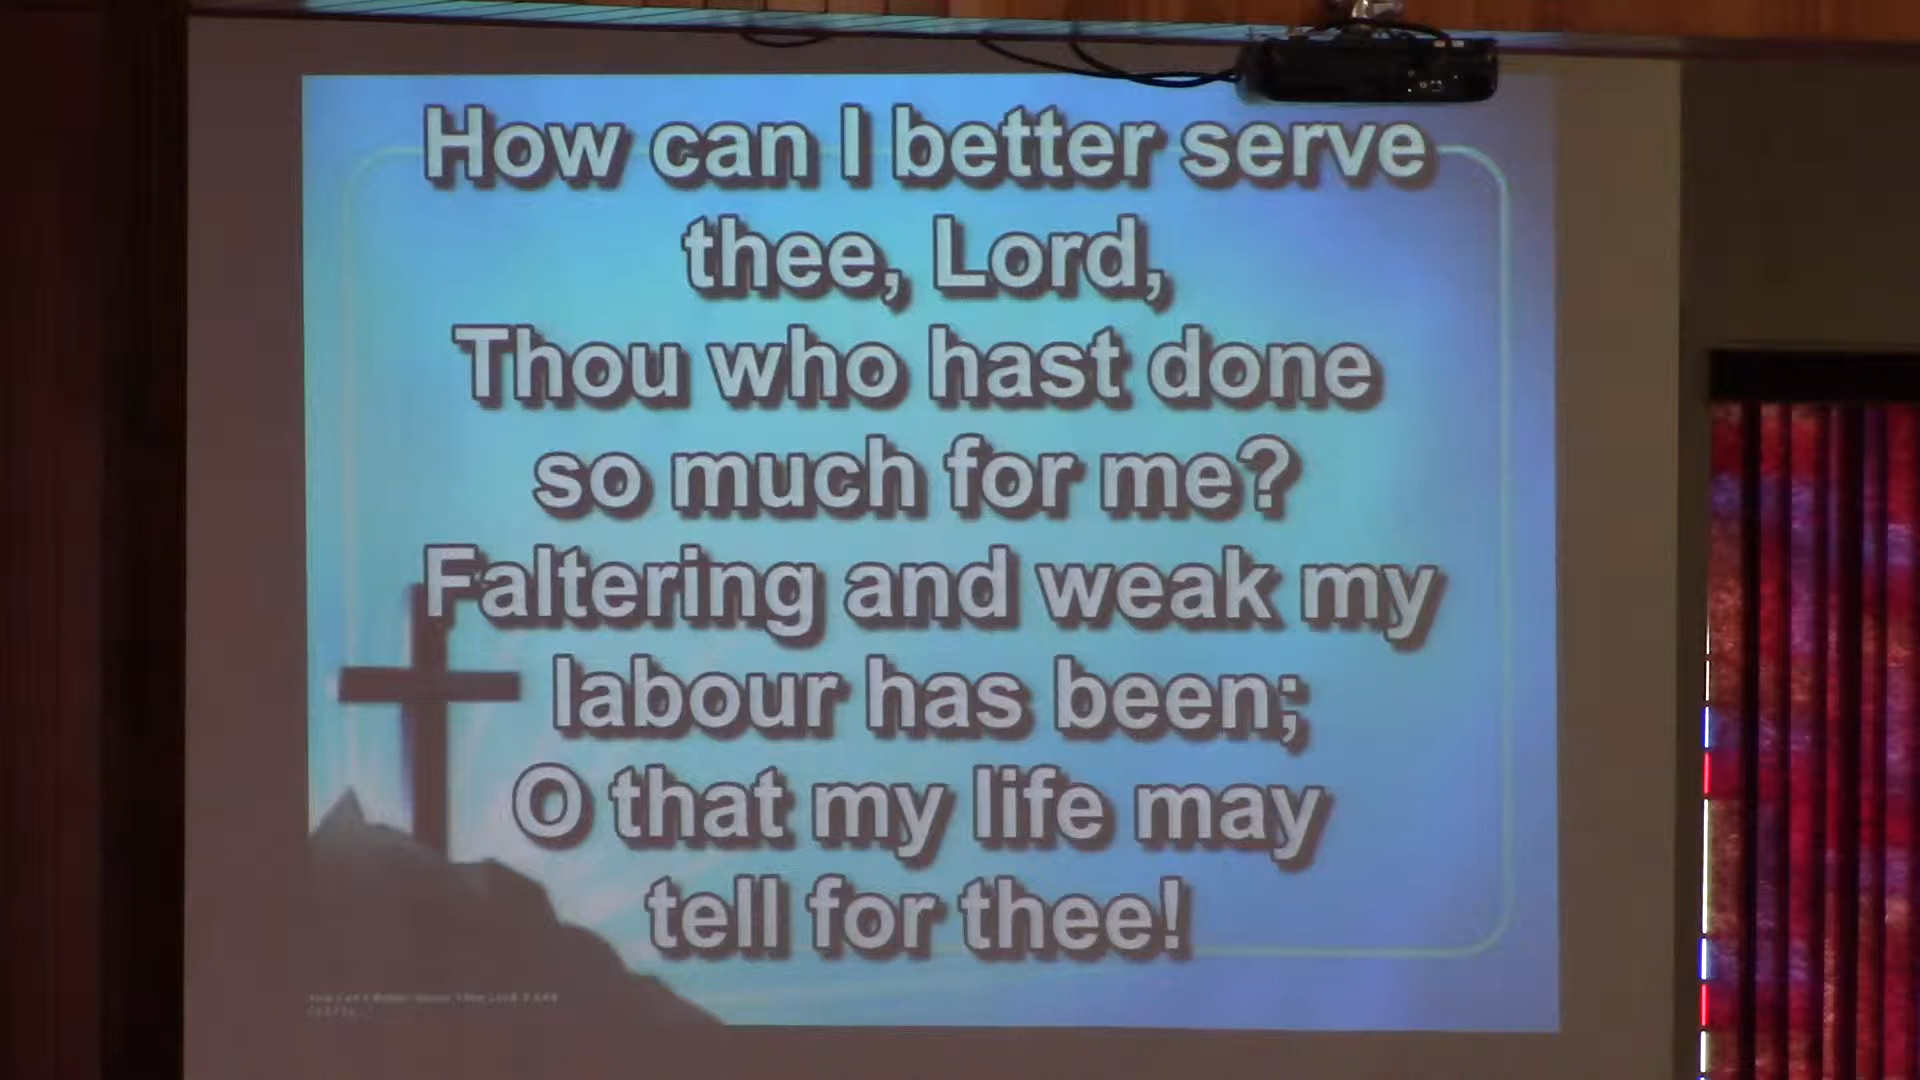 How can I better serve
thee, Lord,
Thou who hast done
so much for me?
Faltering and weak my
labour has been;
O that my life may
tell for thee!